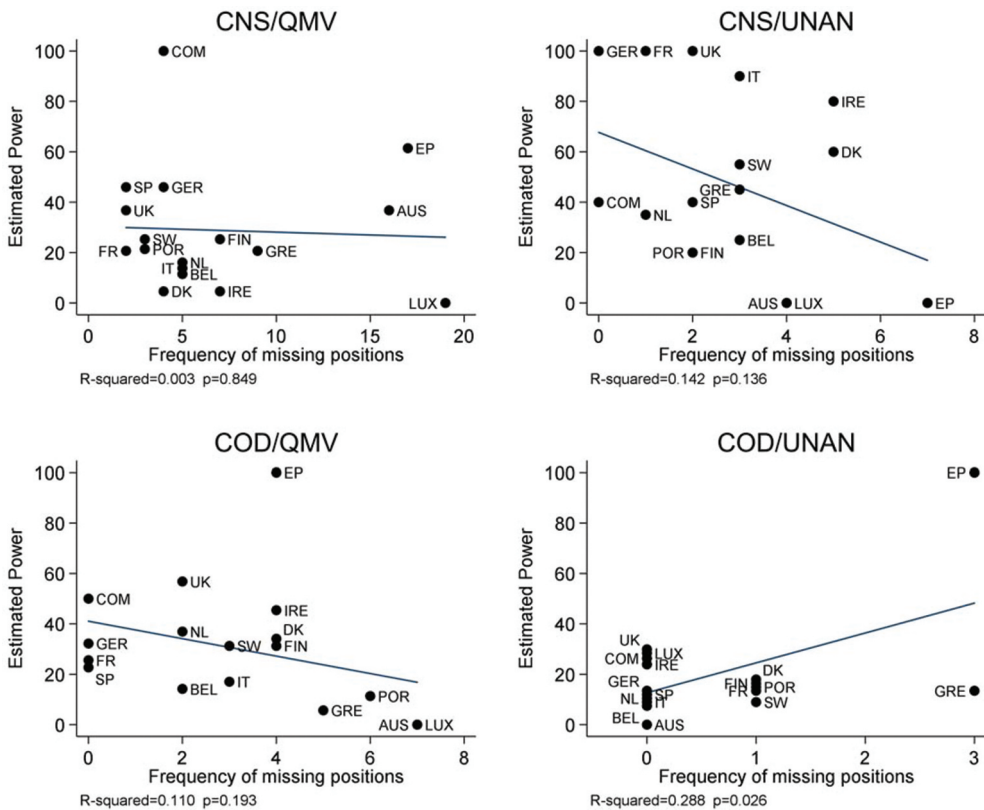 CNS/QMV
Estimated Power
100
80
60
40
20
0
COM
EP
SP
GER
UK
AUS
SW
FIN
FR
POR
GRE
NL
IT
BEL
DK
IRE
LUX
0 5 10 15 20
Frequency of missing positions
R-squared=0.003 p=0.849
CNS/UNAN
Estimated Power
100
80
60
40
20
0
GER
FR
UK
IT
IRE
DK
SW
GRE
COM
SP
NL
BEL
POR
FIN
AUS
LUX
EP
0 2 4 6 8
Frequency of missing positions
R-squared=0.142 p=0.136
COD/QMV
Estimated Power
100
80
60
40
20
0
EP
UK
COM
IRE
NL
DK
GER
SW
FIN
FR
SP
IT
BEL
POR
GRE
AUS
LUX
0 2 4 6 8
Frequency of missing positions
R-squared=0.110 p=0.193
COD/UNAN
Estimated Power
100
80
60
40
20
0
EP
UK
LUX
COM
IRE
DK
GER
FIN
POR
SP
FR
GRE
NL
IT
SW
BEL
AUS
0 1 2 3
Frequency of missing positions
R-squared=0.288 p=0.026